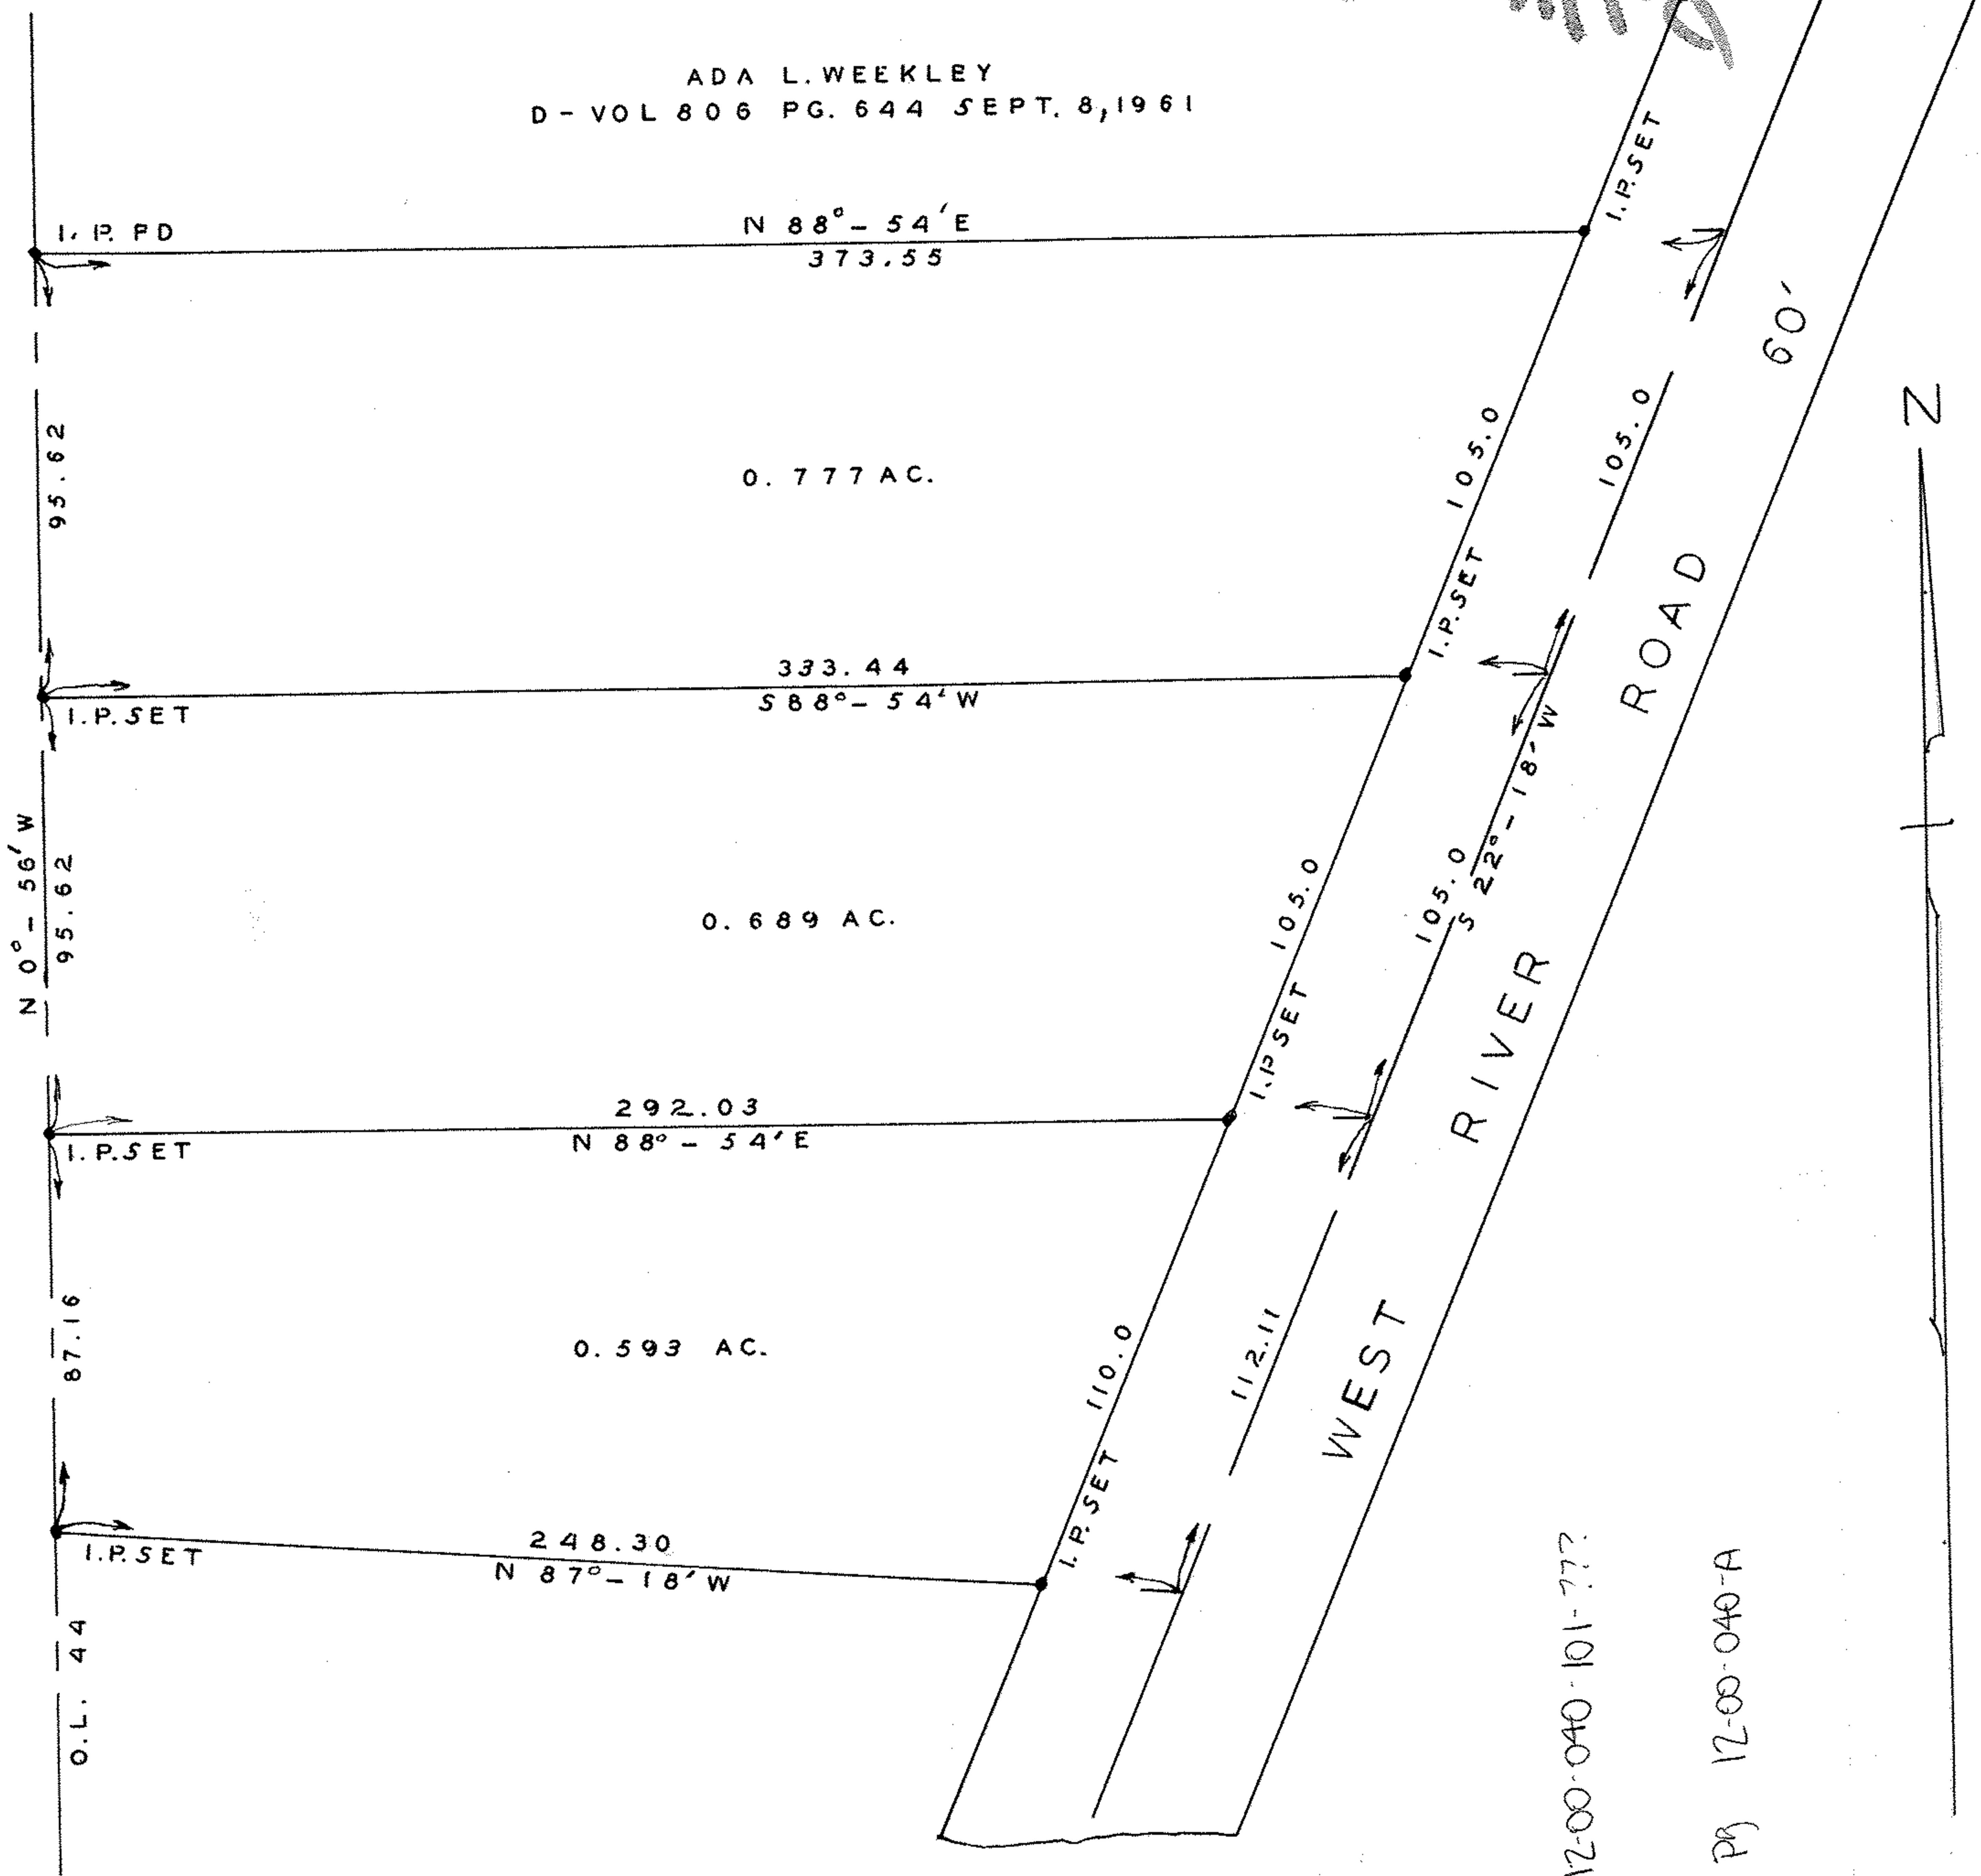 ADA L. WEEKLEY
D-VOL 806 PG. 644 SEPT. 8, 1961
I.P. FD
N 88°-54'E
373.55
I.P. SET
95.62
0.777 AC.
105.0
105.0
60'
N
I.P. SET
333.44
S 88°-54'W
I.P. SET
N 0°-56'W
95.62
0.689 AC.
105.0
105.0
S 22°-18'W
I.P. SET
292.03
N 88°-54'E
I.P. SET
87.16
0.593 AC.
110.0
112.11
WEST RIVER ROAD
I.P. SET
248.30
N 87°-18'W
I.P. SET
O.L. 44
12-00-040-101-???
12-00-040-A